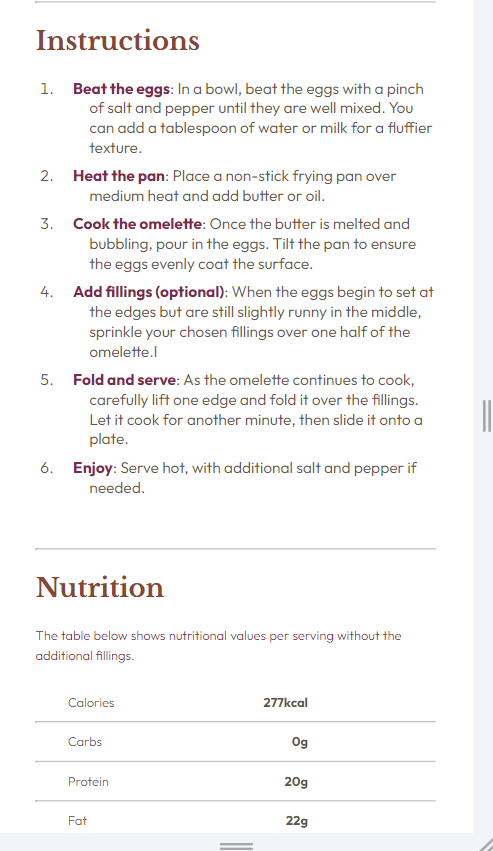 Instructions
1. Beat the eggs: In a bowl, beat the eggs with a pinch
of salt and pepper until they are well mixed. You
can add a tablespoon of water or milk for a fluffier
texture.
2. Heat the pan: Place a non-stick frying pan over
medium heat and add butter or oil.
3. Cook the omelette: Once the butter is melted and
bubbling, pour in the eggs. Tilt the pan to ensure
the eggs evenly coat the surface.
4. Add fillings (optional): When the eggs begin to set at
the edges but are still slightly runny in the middle,
sprinkle your chosen fillings over one half of the
omelette.l
5. Fold and serve: As the omelette continues to cook,
carefully lift one edge and fold it over the fillings.
Let it cook for another minute, then slide it onto a
plate.
6. Enjoy: Serve hot, with additional salt and pepper if
needed.
Nutrition
The table below shows nutritional values per serving without the
additional fillings.
Calories 277kcal
Carbs 0g
Protein 20g
Fat 22g